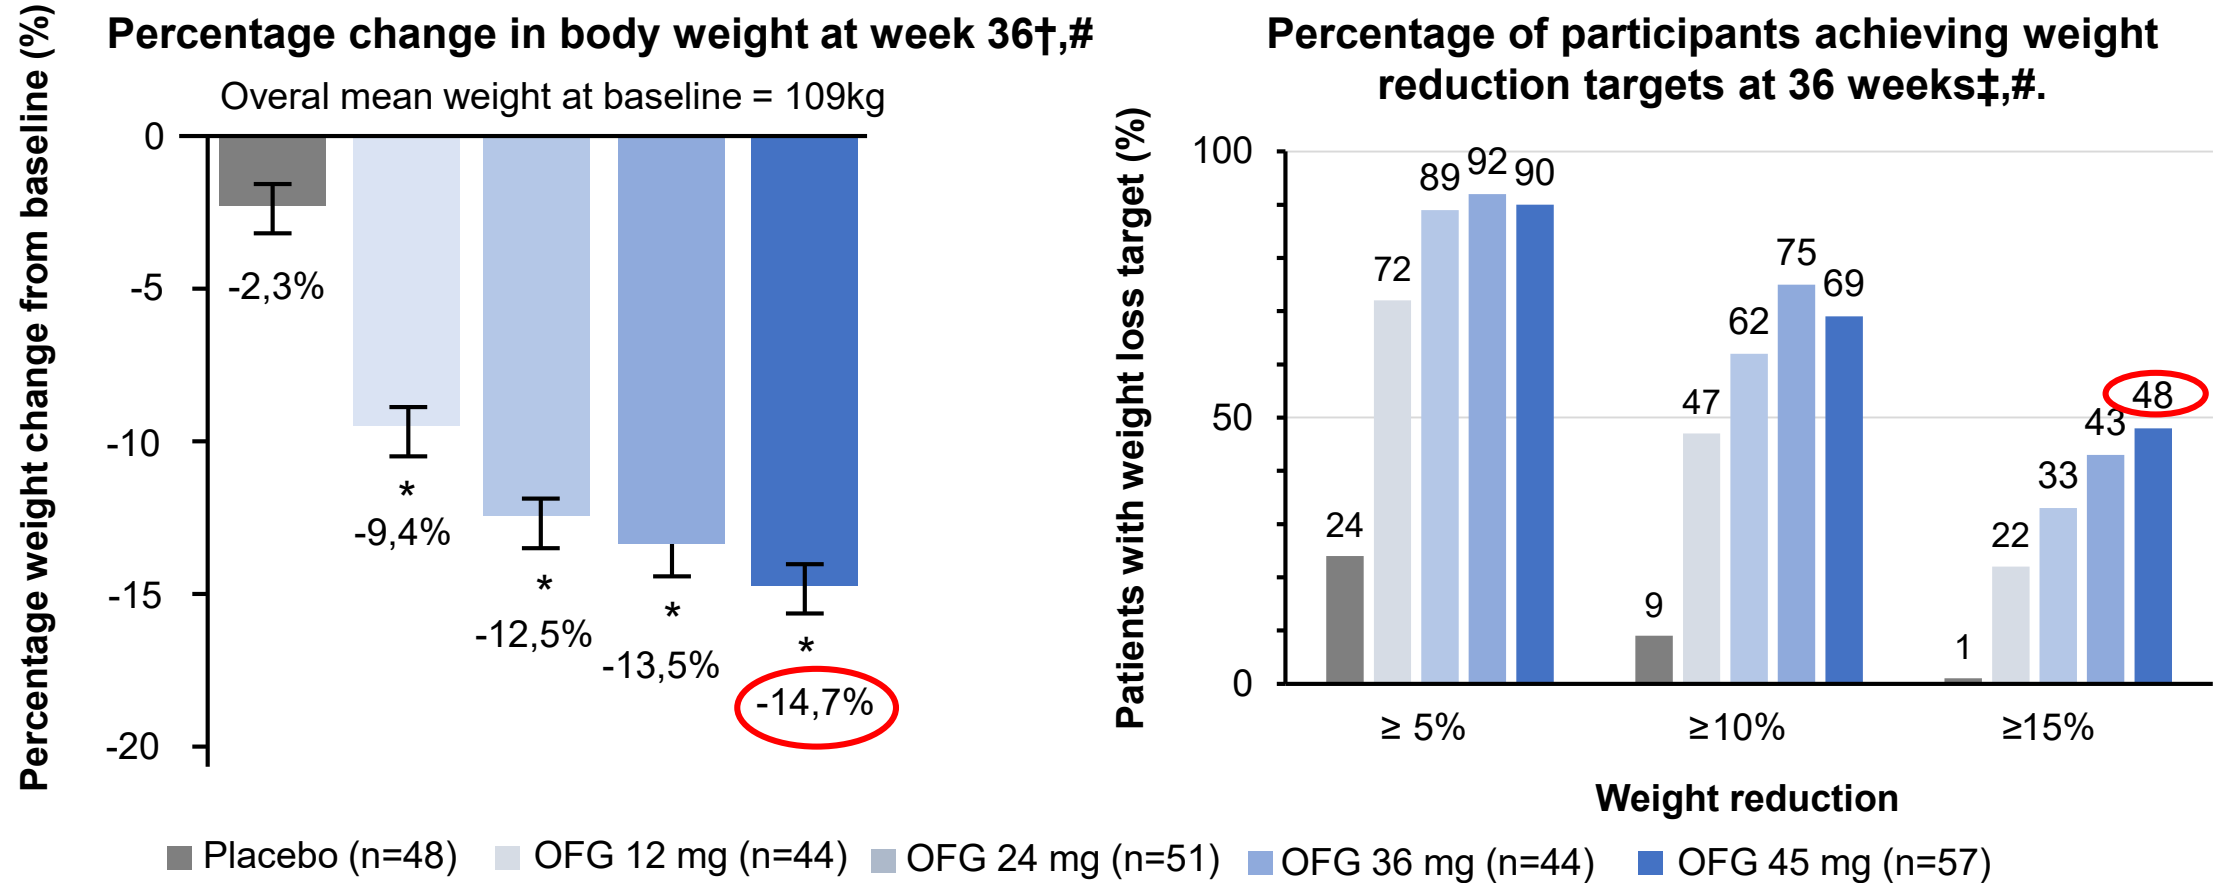 Percentage change in body weight at week 36†,#
Overal mean weight at baseline = 109kg
Percentage weight change from baseline (%)
0
-5
-10
-15
-20
-2,3%
*
-9,4%
*
-12,5%
*
-13,5%
*
-14,7%
Percentage of participants achieving weight
reduction targets at 36 weeks‡,#.
Patients with weight loss target (%)
100
50
0
24
72
89
92
90
9
47
62
75
69
1
22
33
43
48
≥ 5%
≥10%
≥15%
Weight reduction
Placebo (n=48)
OFG 12 mg (n=44)
OFG 24 mg (n=51)
OFG 36 mg (n=44)
OFG 45 mg (n=57)